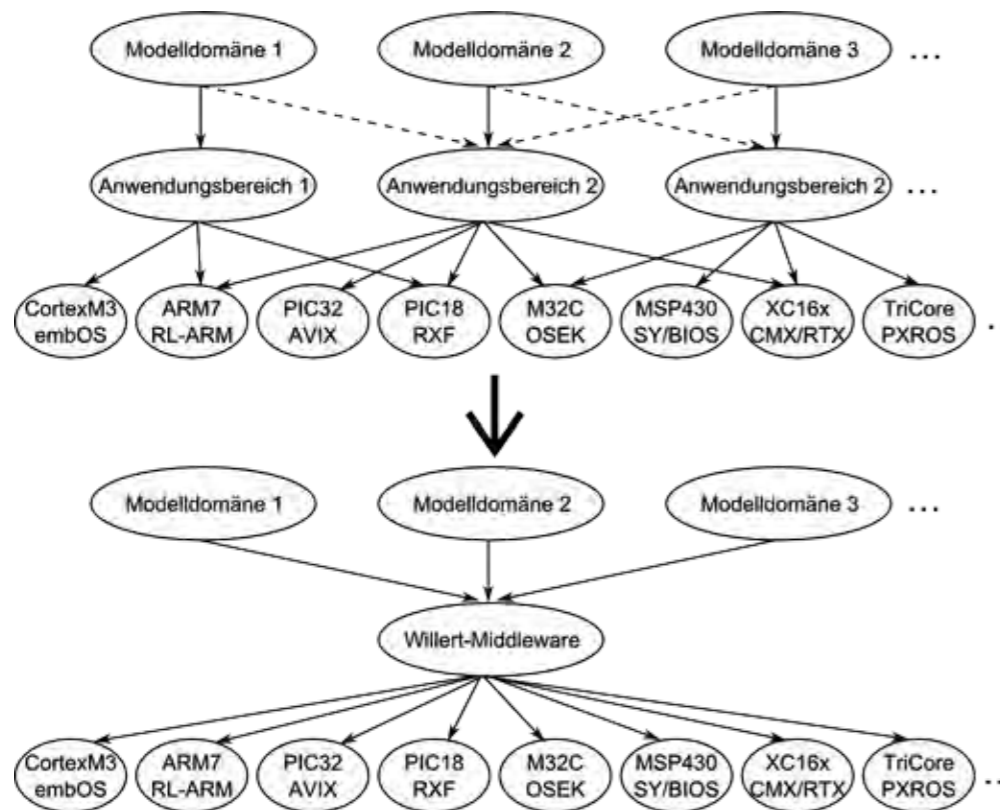 Modelldomäne 1 Modelldomäne 2 Modelldomäne 3 ...
Anwendungsbereich 1 Anwendungsbereich 2 Anwendungsbereich 2 ...
CortexM3 ARM7 PIC32 PIC18 M32C MSP430 XC16x TriCore
embOS RL-ARM AVIX RXF OSEK SY/BIOS CMX/RTX PXROS .
Modelldomäne 1 Modelldomäne 2 Modelldomäne 3 ...
Willert-Middleware
CortexM3 ARM7 PIC32 PIC18 M32C MSP430 XC16x TriCore
embOS RL-ARM AVIX RXF OSEK SY/BIOS CMX/RTX PXROS ..